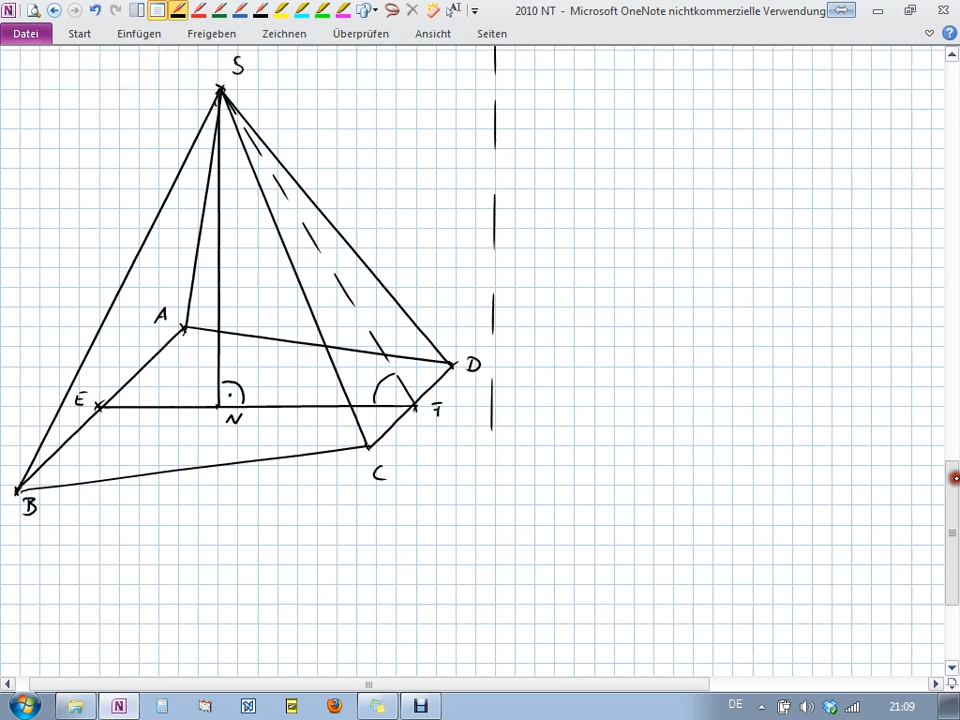 2010 NT - Microsoft OneNote nichtkommerzielle Verwendung
Datei Start Einfügen Freigeben Zeichnen Überprüfen Ansicht Seiten
S
A
D
E
N
F
C
B
DE 21:09